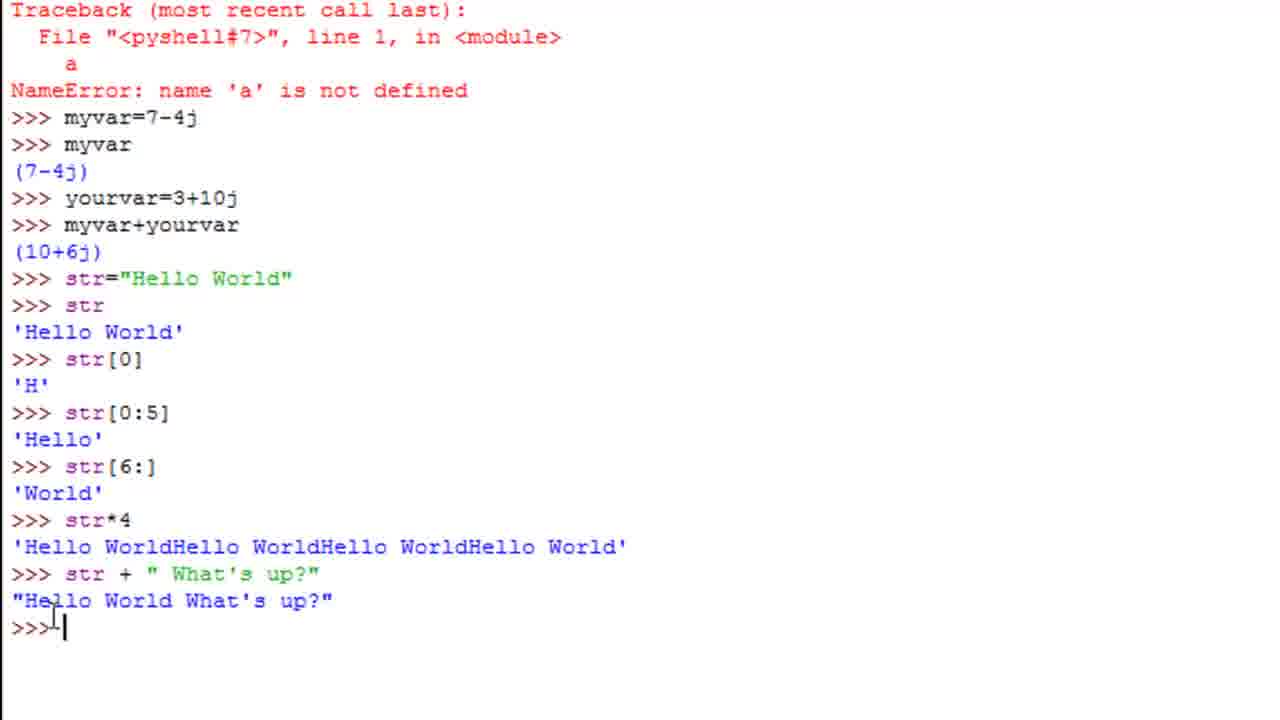 Traceback (most recent call last):
  File "<pyshell#7>", line 1, in <module>
    a
NameError: name 'a' is not defined
>>> myvar=7-4j
>>> myvar
(7-4j)
>>> yourvar=3+10j
>>> myvar+yourvar
(10+6j)
>>> str="Hello World"
>>> str
'Hello World'
>>> str[0]
'H'
>>> str[0:5]
'Hello'
>>> str[6:]
'World'
>>> str*4
'Hello WorldHello WorldHello WorldHello World'
>>> str + " What's up?"
"Hello World What's up?"
>>>